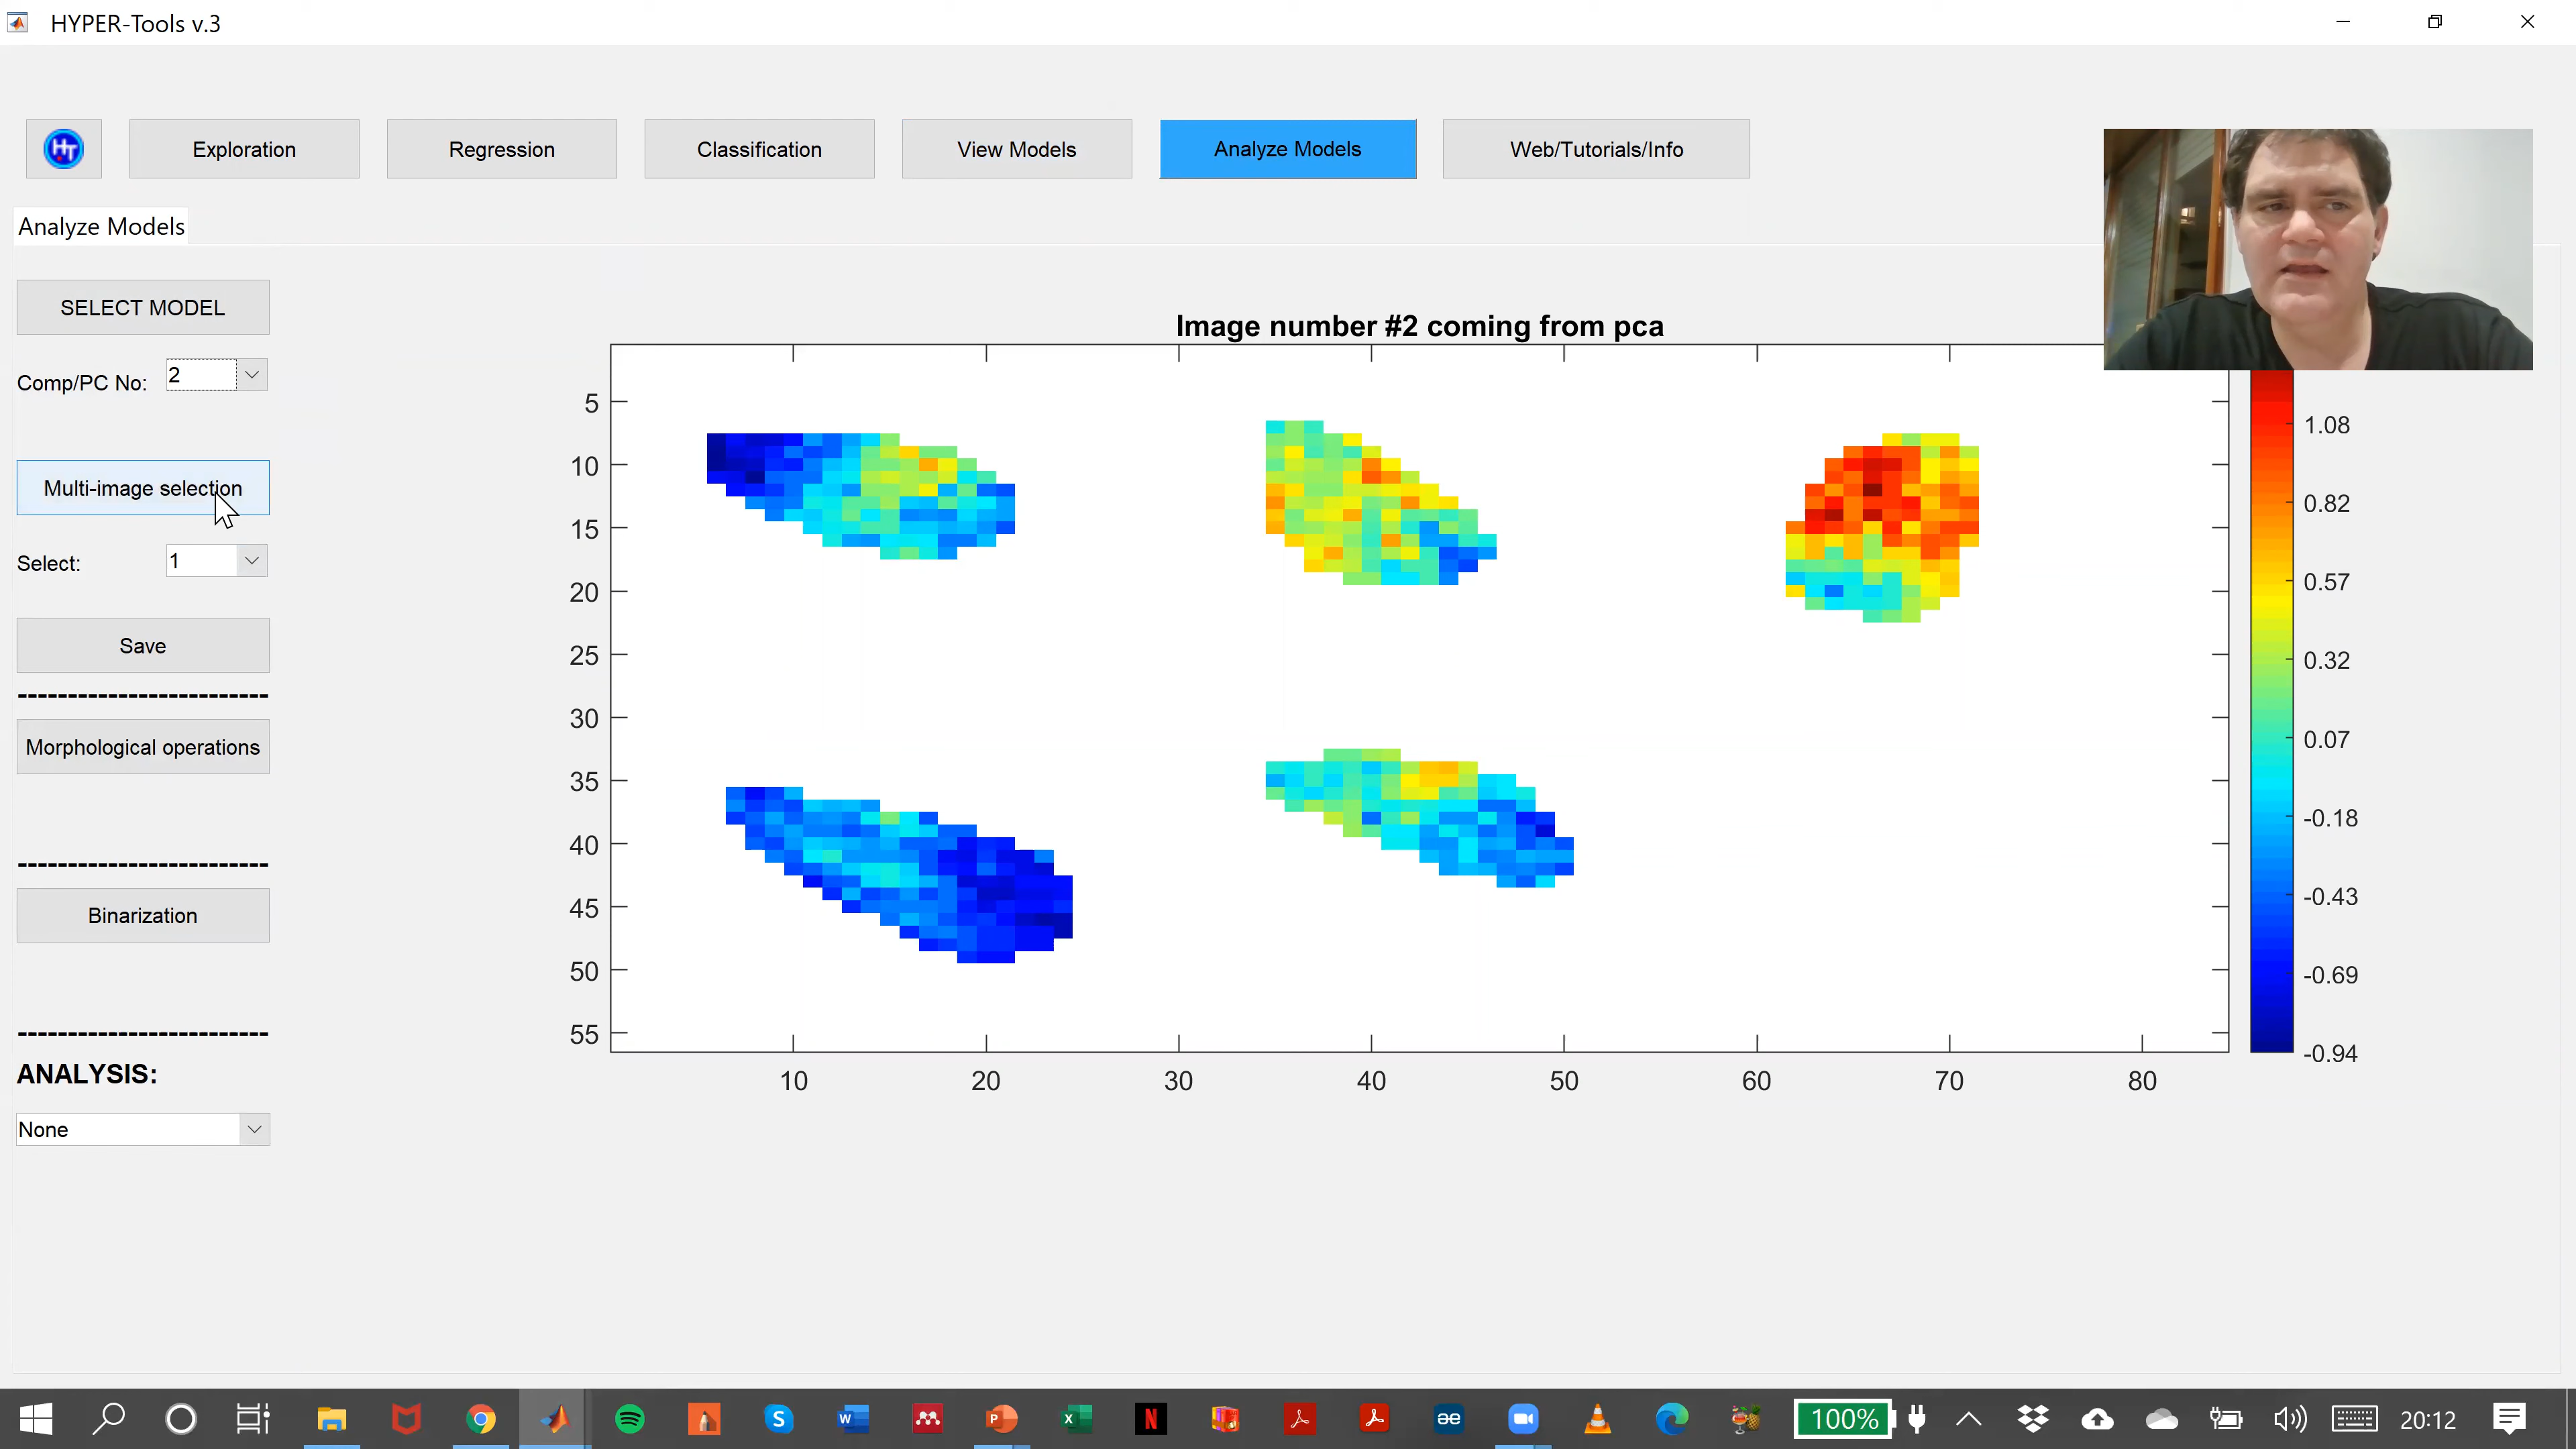 HYPER-Tools v.3
HT
Exploration
Regression
Classification
View Models
Analyze Models
Web/Tutorials/Info
Analyze Models
SELECT MODEL
Comp/PC No:
2
Multi-image selection
Select:
1
Save
-------------------------
Morphological operations
-------------------------
Binarization
-------------------------
ANALYSIS:
None
Image number #2 coming from pca
5
10
15
20
25
30
35
40
45
50
55
10
20
30
40
50
60
70
80
1.08
0.82
0.57
0.32
0.07
-0.18
-0.43
-0.69
-0.94
100%
20:12